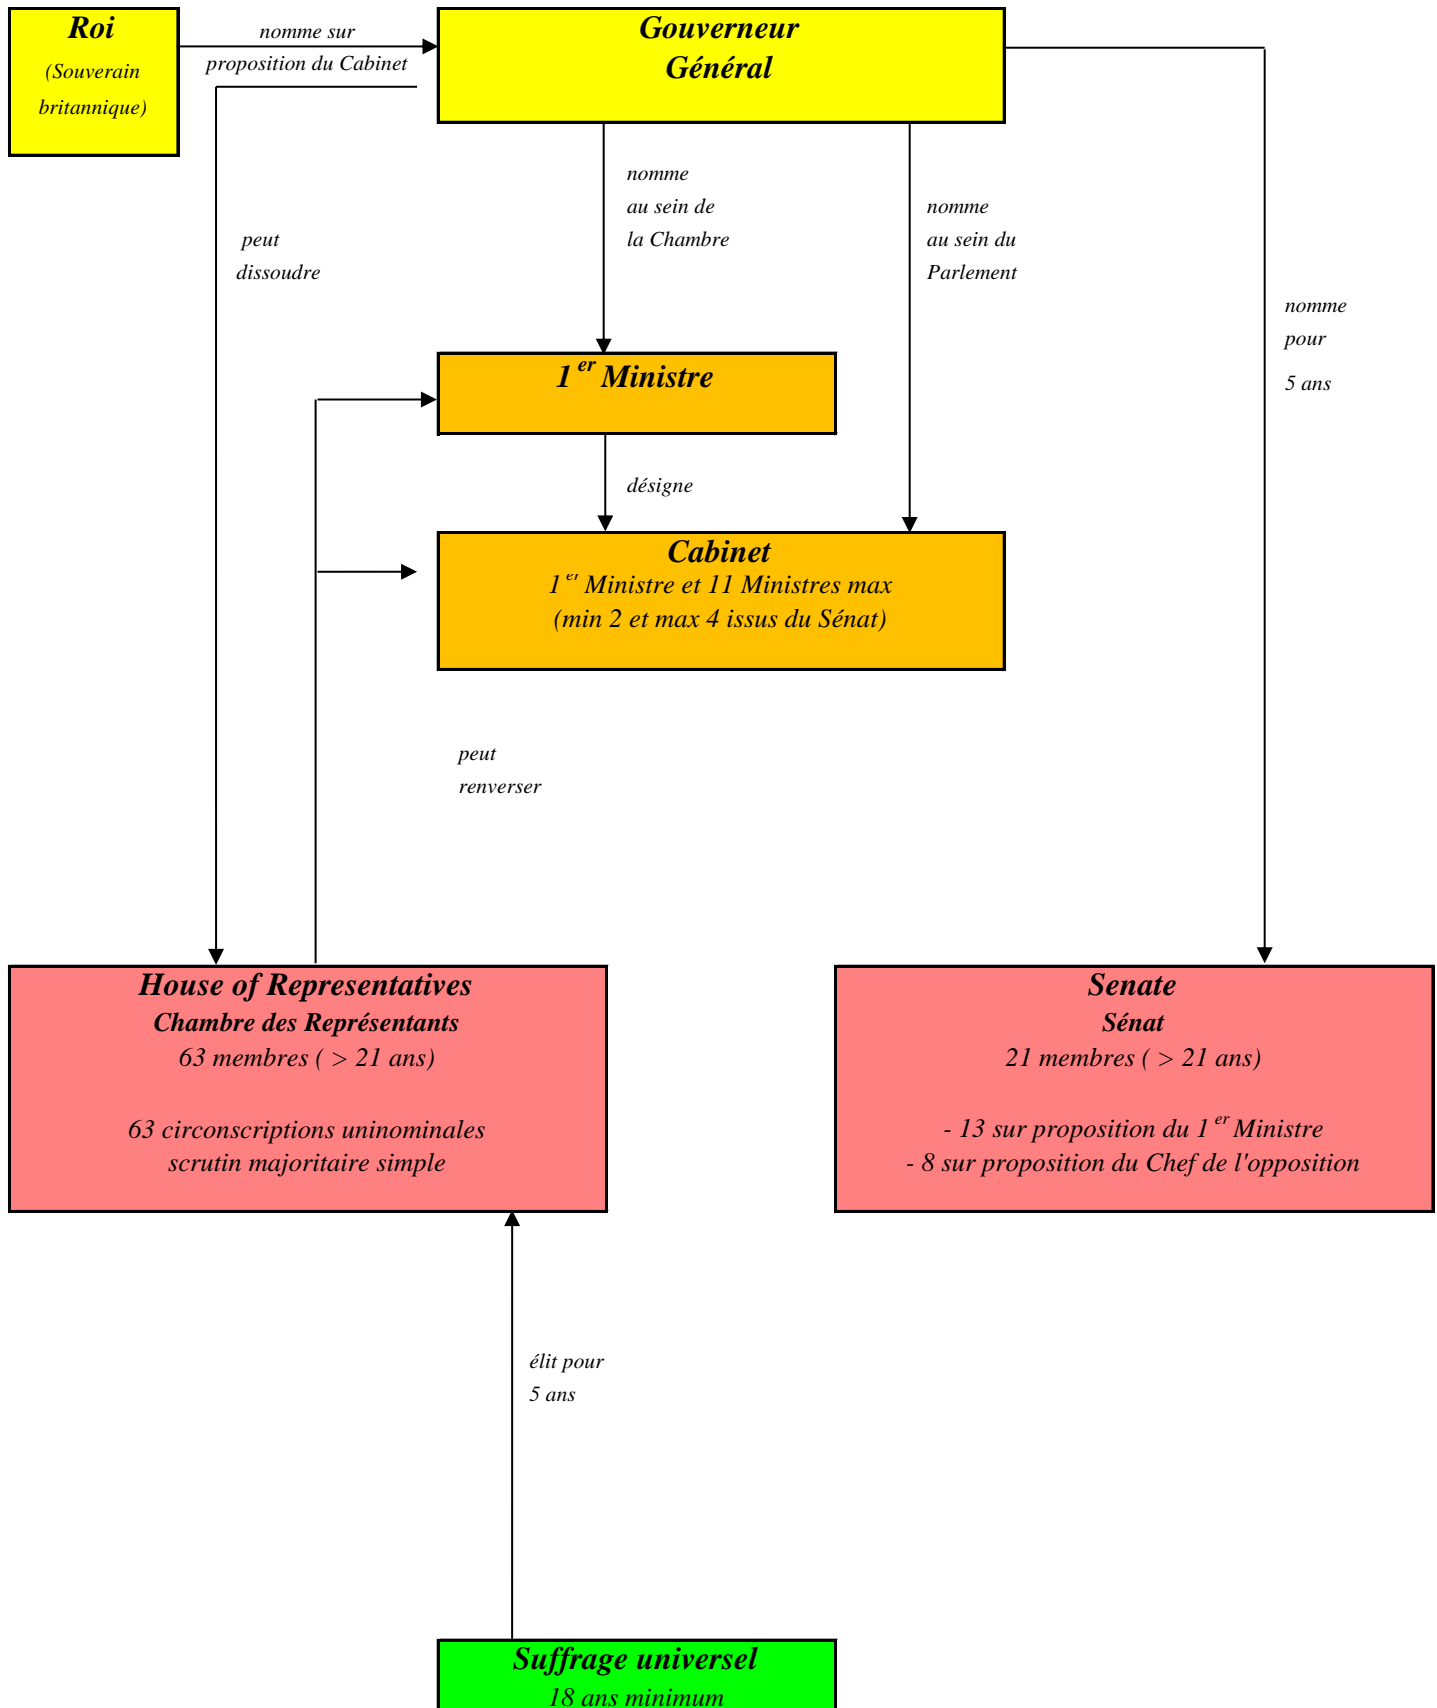 Roi
(Souverain
britannique)
nomme sur
proposition du Cabinet
Gouverneur
Général
peut
dissoudre
nomme
au sein de
la Chambre
nomme
au sein du
Parlement
nomme
pour
5 ans
1er Ministre
désigne
Cabinet
1er Ministre et 11 Ministres max
(min 2 et max 4 issus du Sénat)
peut
renverser
House of Representatives
Chambre des Représentants
63 membres ( > 21 ans)
63 circonscriptions uninominales
scrutin majoritaire simple
Senate
Sénat
21 membres ( > 21 ans)
- 13 sur proposition du 1er Ministre
- 8 sur proposition du Chef de l'opposition
élit pour
5 ans
Suffrage universel
18 ans minimum